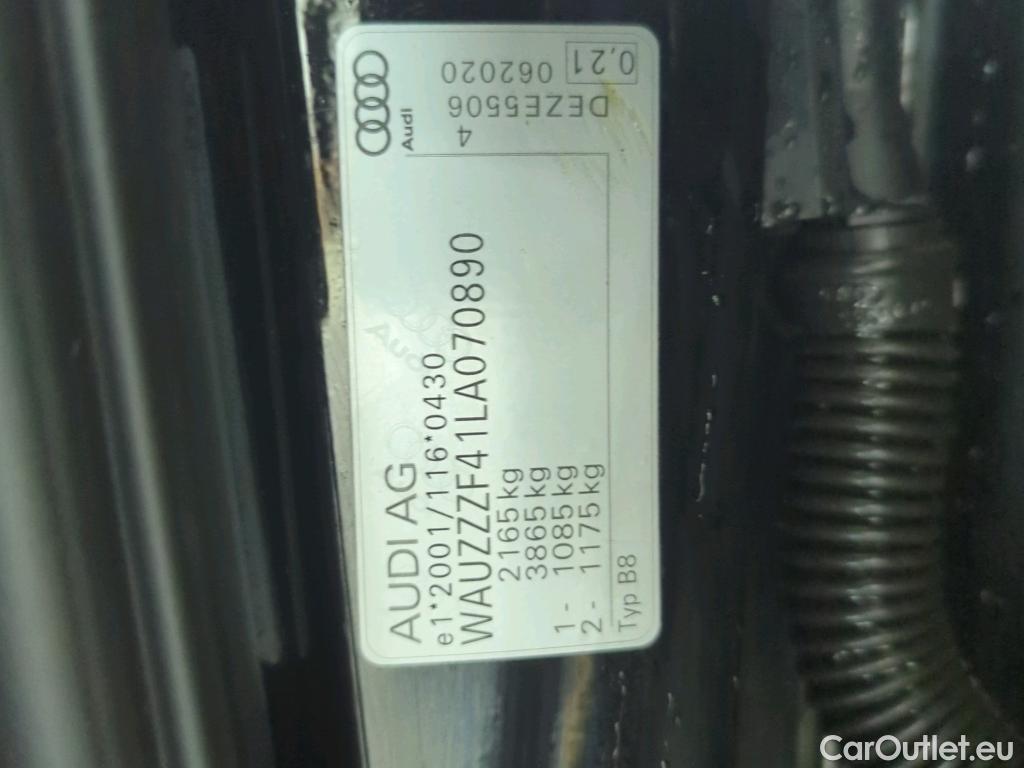 AUDI AG
e1*2001/116*0430
WAUZZZF41LA070890
2165kg
3865kg
1- 1085kg
2- 1175kg
Typ B8
Audi
4
DEZE5506
062020
0,21
Audi
CarOutlet.eu